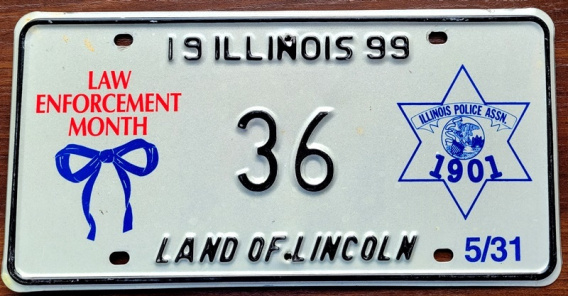 19 ILLINOIS 99
LAW
ENFORCEMENT
MONTH
36
ILLINOIS POLICE ASSN.
1901
LAND OF LINCOLN
5/31